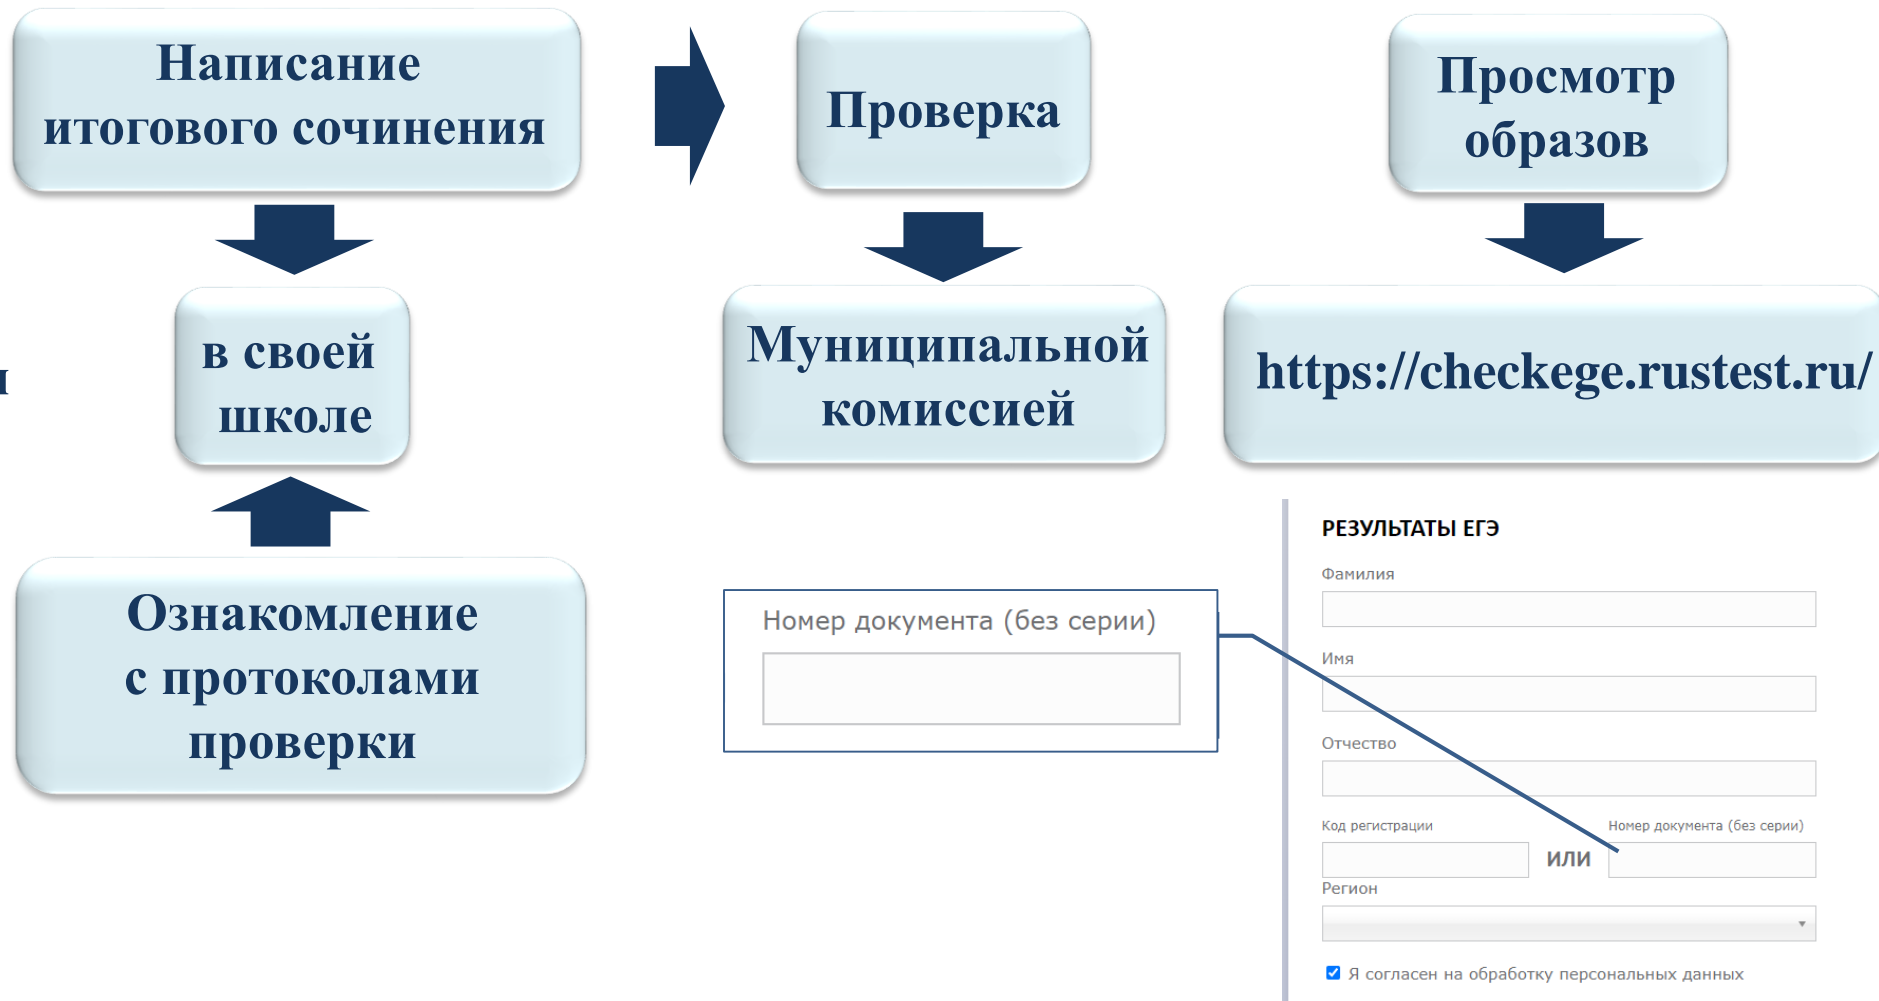 Написание
итогового сочинения
Проверка
Просмотр
образов
в своей
школе
Муниципальной
комиссией
https://checkege.rustest.ru/
Ознакомление
с протоколами
проверки
Номер документа (без серии)
РЕЗУЛЬТАТЫ ЕГЭ
Фамилия
Имя
Отчество
Код регистрации
Номер документа (без серии)
ИЛИ
Регион
Я согласен на обработку персональных данных